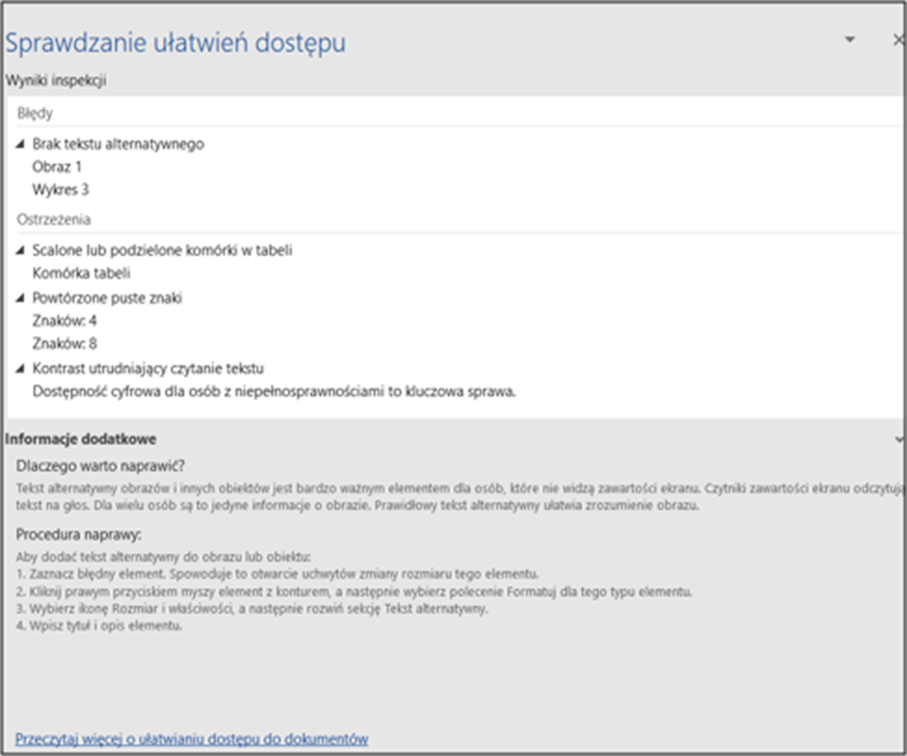 Sprawdzanie ułatwień dostępu
Wyniki inspekcji
Błędy
Brak tekstu alternatywnego
Obraz 1
Wykres 3
Ostrzeżenia
Scalone lub podzielone komórki w tabeli
Komórka tabeli
Powtórzone puste znaki
Znaków: 4
Znaków: 8
Kontrast utrudniający czytanie tekstu
Dostępność cyfrowa dla osób z niepełnosprawnościami to kluczowa sprawa.
Informacje dodatkowe
Dlaczego warto naprawić?
Tekst alternatywny obrazów i innych obiektów jest bardzo ważnym elementem dla osób, które nie widzą zawartości ekranu. Czytniki zawartości ekranu odczytują
tekst na głos. Dla wielu osób są to jedyne informacje o obrazie. Prawidłowy tekst alternatywny ułatwia zrozumienie obrazu.
Procedura naprawy:
Aby dodać tekst alternatywny do obrazu lub obiektu:
1. Zaznacz błędny element. Spowoduje to otwarcie uchwytów zmiany rozmiaru tego elementu.
2. Kliknij prawym przyciskiem myszy element z konturem, a następnie wybierz polecenie Formatuj dla tego typu elementu.
3. Wybierz ikonę Rozmiar i właściwości, a następnie rozwiń sekcję Tekst alternatywny.
4. Wpisz tytuł i opis elementu.
Przeczytaj więcej o ułatwianiu dostępu do dokumentów